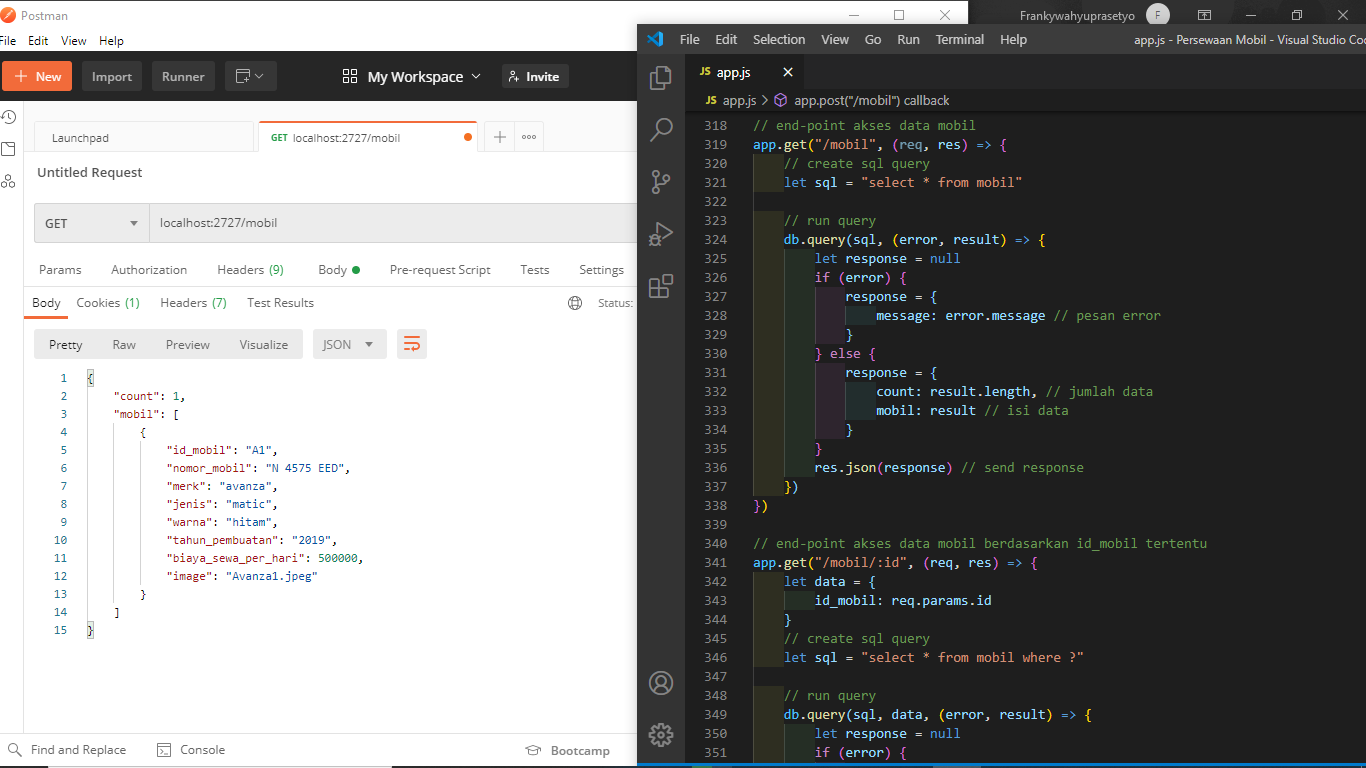 Postman
File Edit View Help
New Import Runner My Workspace Invite
Launchpad GET localhost:2727/mobil
Untitled Request
GET localhost:2727/mobil
Params Authorization Headers (9) Body Pre-request Script Tests Settings
Body Cookies (1) Headers (7) Test Results Status:
Pretty Raw Preview Visualize JSON
1 {
2 "count": 1,
3 "mobil": [
4 {
5 "id_mobil": "A1",
6 "nomor_mobil": "N 4575 EED",
7 "merk": "avanza",
8 "jenis": "matic",
9 "warna": "hitam",
10 "tahun_pembuatan": "2019",
11 "biaya_sewa_per_hari": 500000,
12 "image": "Avanza1.jpeg"
13 }
14 ]
15 }
Find and Replace Console Bootcamp
Frankywahyuprasetyo F
File Edit Selection View Go Run Terminal Help app.js - Persewaan Mobil - Visual Studio Co
JS app.js
JS app.js > app.post("/mobil") callback
318 // end-point akses data mobil
319 app.get("/mobil", (req, res) => {
320 // create sql query
321 let sql = "select * from mobil"
322
323 // run query
324 db.query(sql, (error, result) => {
325 let response = null
326 if (error) {
327 response = {
328 message: error.message // pesan error
329 }
330 } else {
331 response = {
332 count: result.length, // jumlah data
333 mobil: result // isi data
334 }
335 }
336 res.json(response) // send response
337 })
338 })
339
340 // end-point akses data mobil berdasarkan id_mobil tertentu
341 app.get("/mobil/:id", (req, res) => {
342 let data = {
343 id_mobil: req.params.id
344 }
345 // create sql query
346 let sql = "select * from mobil where ?"
347
348 // run query
349 db.query(sql, data, (error, result) => {
350 let response = null
351 if (error) {